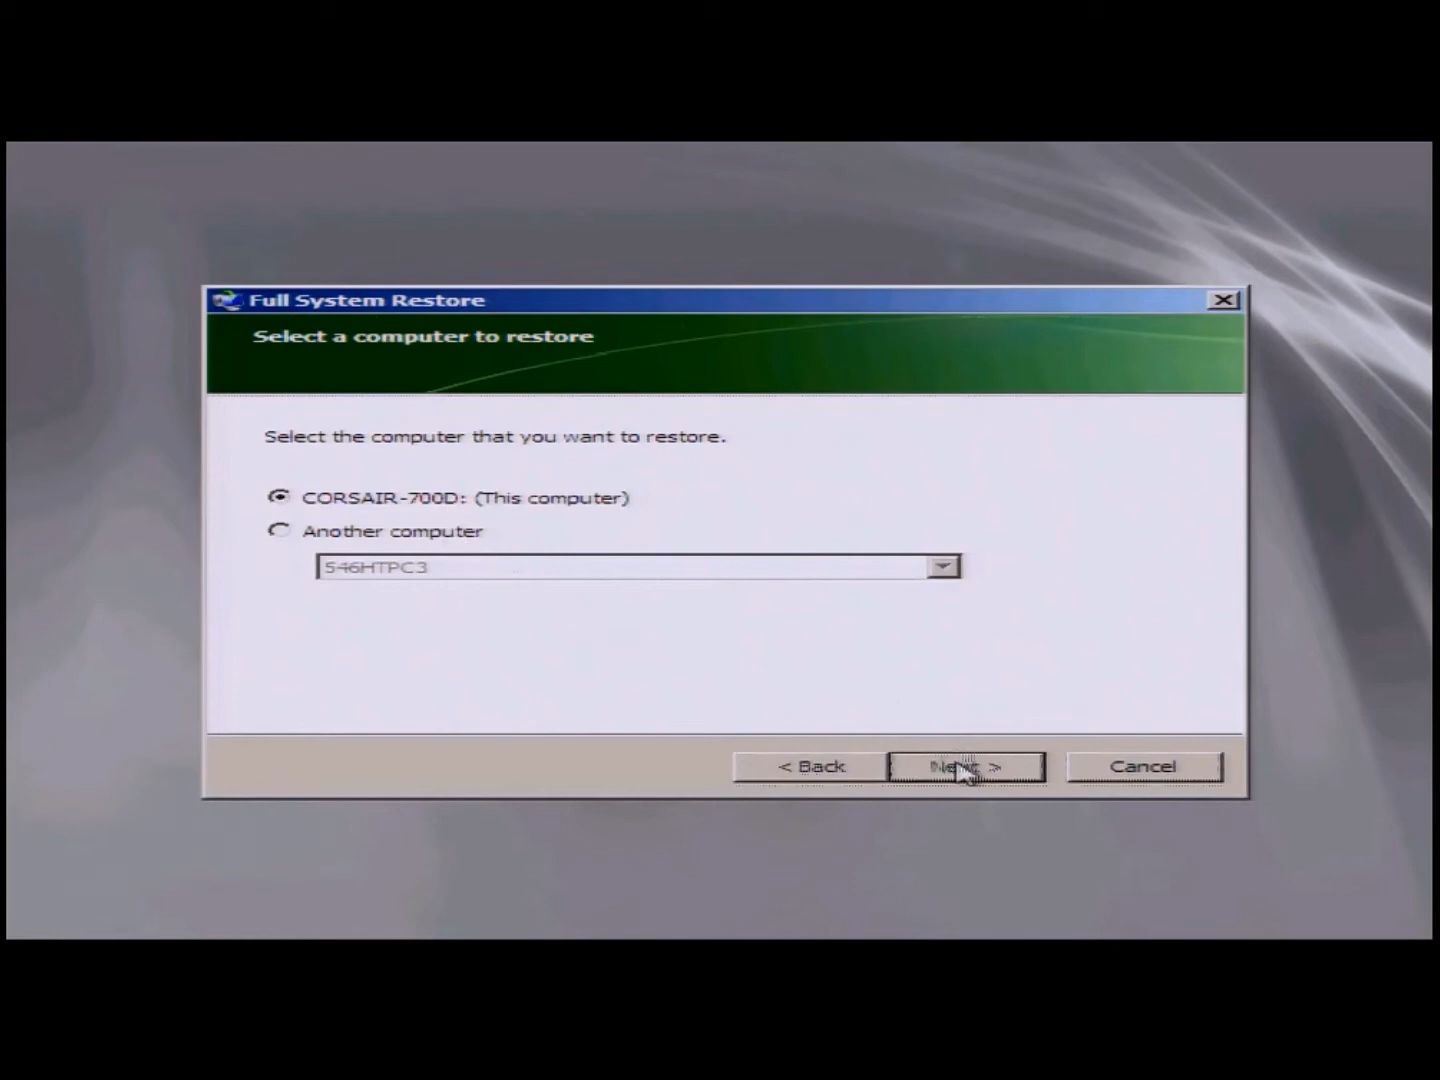 Full System Restore
Select a computer to restore
Select the computer that you want to restore.
CORSAIR-700D: (This computer)
Another computer
546HTPC3
< Back
Next >
Cancel